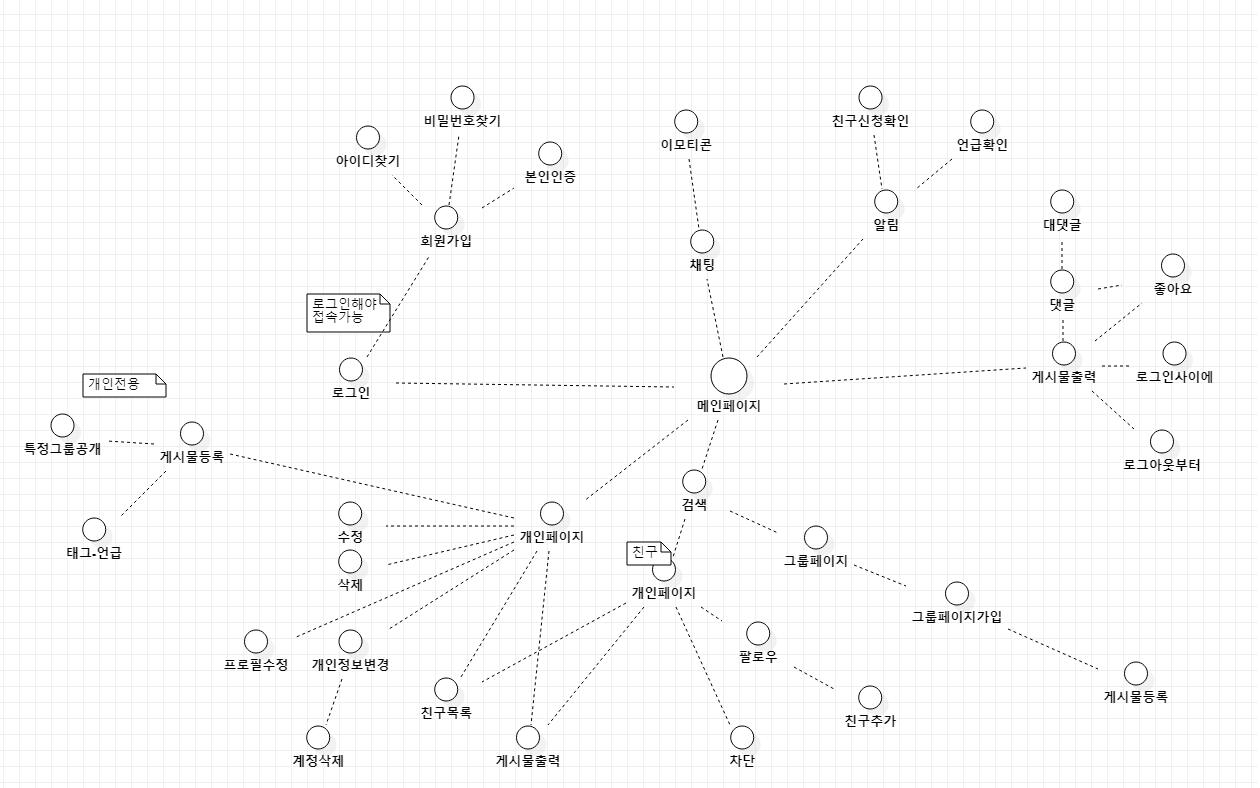 비밀번호찾기
친구신청확인
이모티콘
언급확인
아이디찾기
본인인증
알림
대댓글
회원가입
채팅
좋아요
댓글
로그인해야
접속가능
로그인
메인페이지
게시물출력
로그인사이에
개인전용
특정그룹공개
게시물등록
로그아웃부터
검색
수정
개인페이지
태그-언급
친구
그룹페이지
삭제
개인페이지
그룹페이지가입
팔로우
프로필수정
개인정보변경
게시물등록
친구목록
친구추가
계정삭제
게시물출력
차단